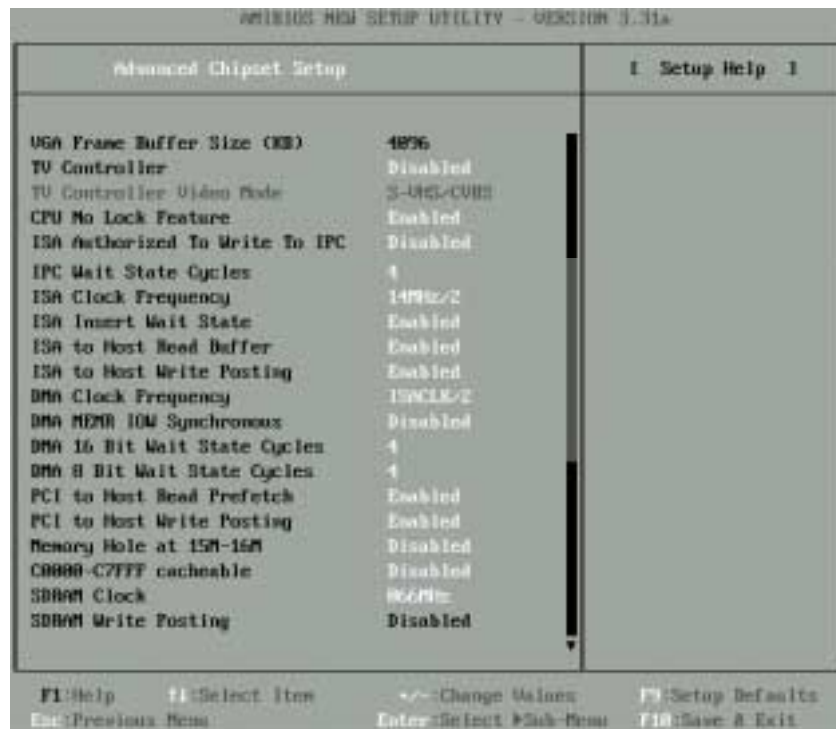 AMIBIOS NEW SETUP UTILITY - VERSION 3.31a
Advanced Chipset Setup
[ Setup Help ]
VGA Frame Buffer Size (KB) 4096
TV Controller Disabled
TV Controller Video Mode S-VHS/CVBS
CPU No Lock Feature Enabled
ISA Authorized To Write To IPC Disabled
IPC Wait State Cycles 4
ISA Clock Frequency 14MHz/2
ISA Insert Wait State Enabled
ISA to Host Read Buffer Enabled
ISA to Host Write Posting Enabled
DMA Clock Frequency ISACLK/2
DMA MEMR IOW Synchronous Disabled
DMA 16 Bit Wait State Cycles 4
DMA 8 Bit Wait State Cycles 4
PCI to Host Read Prefetch Enabled
PCI to Host Write Posting Enabled
Memory Hole at 15M-16M Disabled
C0000-C7FFF cacheable Disabled
SDRAM Clock 066MHz
SDRAM Write Posting Disabled
F1:Help ↑↓:Select Item +/-:Change Values F9:Setup Defaults
Esc:Previous Menu Enter:Select ▶Sub-Menu F10:Save & Exit